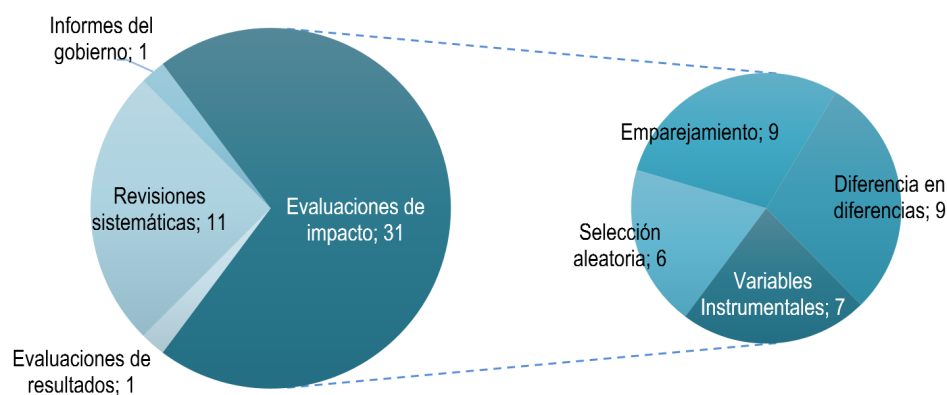 Informes del
gobierno; 1
Revisiones
sistemáticas; 11
Evaluaciones de
impacto; 31
Evaluaciones de
resultados; 1
Emparejamiento; 9
Diferencia en
diferencias; 9
Selección
aleatoria; 6
Variables
Instrumentales; 7